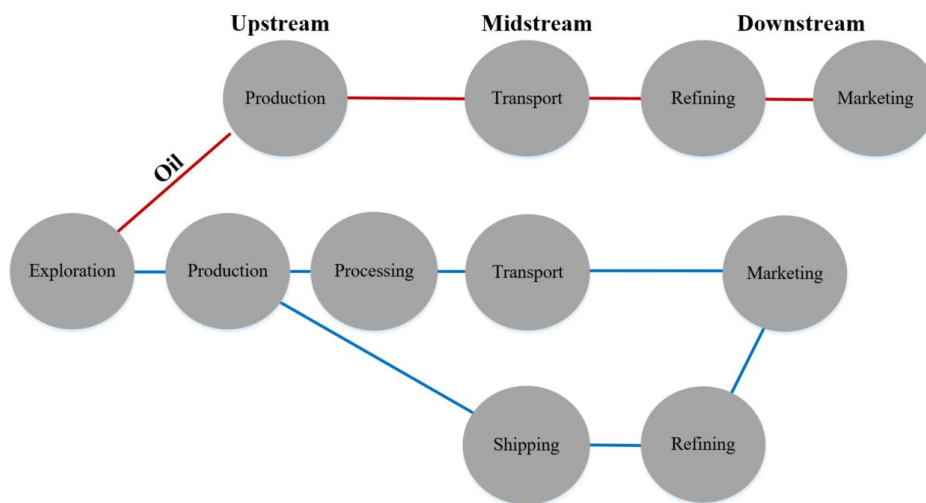 Upstream
Midstream
Downstream
Production
Transport
Refining
Marketing
Oil
Exploration
Production
Processing
Transport
Marketing
Shipping
Refining